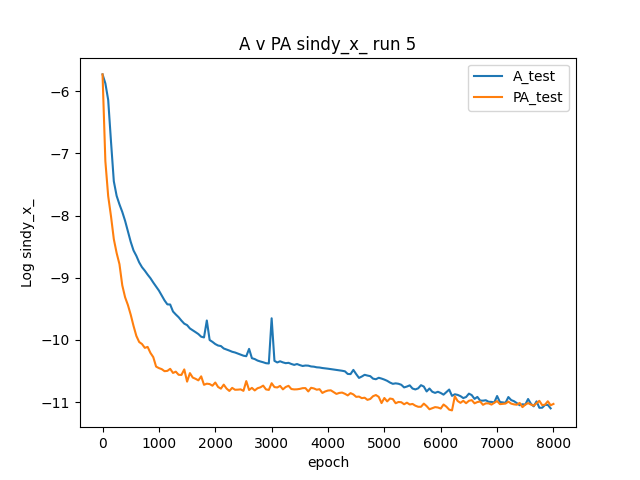 A v PA sindy_x_ run 5
A_test
PA_test
Log sindy_x_
−6
−7
−8
−9
−10
−11
0 1000 2000 3000 4000 5000 6000 7000 8000
epoch